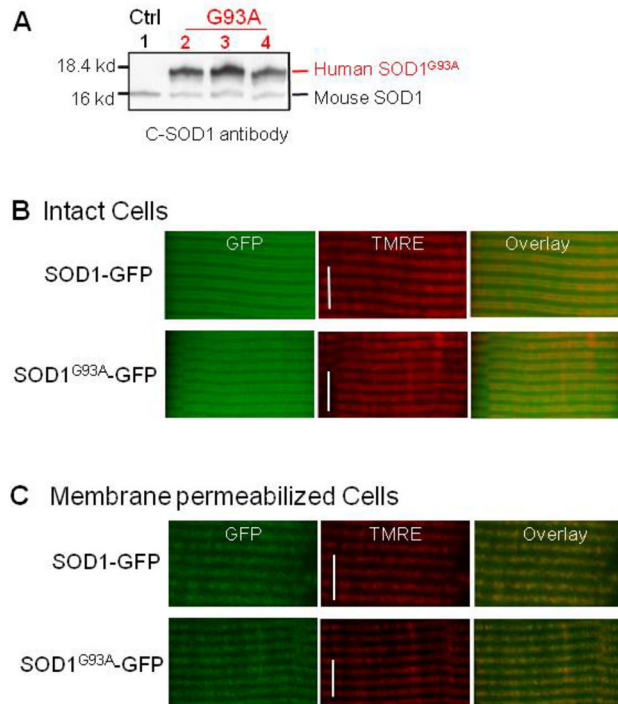 A
Ctrl G93A
1 2 3 4
18.4 kd
Human SOD1G93A
16 kd
Mouse SOD1
C-SOD1 antibody
B Intact Cells
GFP TMRE Overlay
SOD1-GFP
SOD1G93A-GFP
C Membrane permeabilized Cells
GFP TMRE Overlay
SOD1-GFP
SOD1G93A-GFP